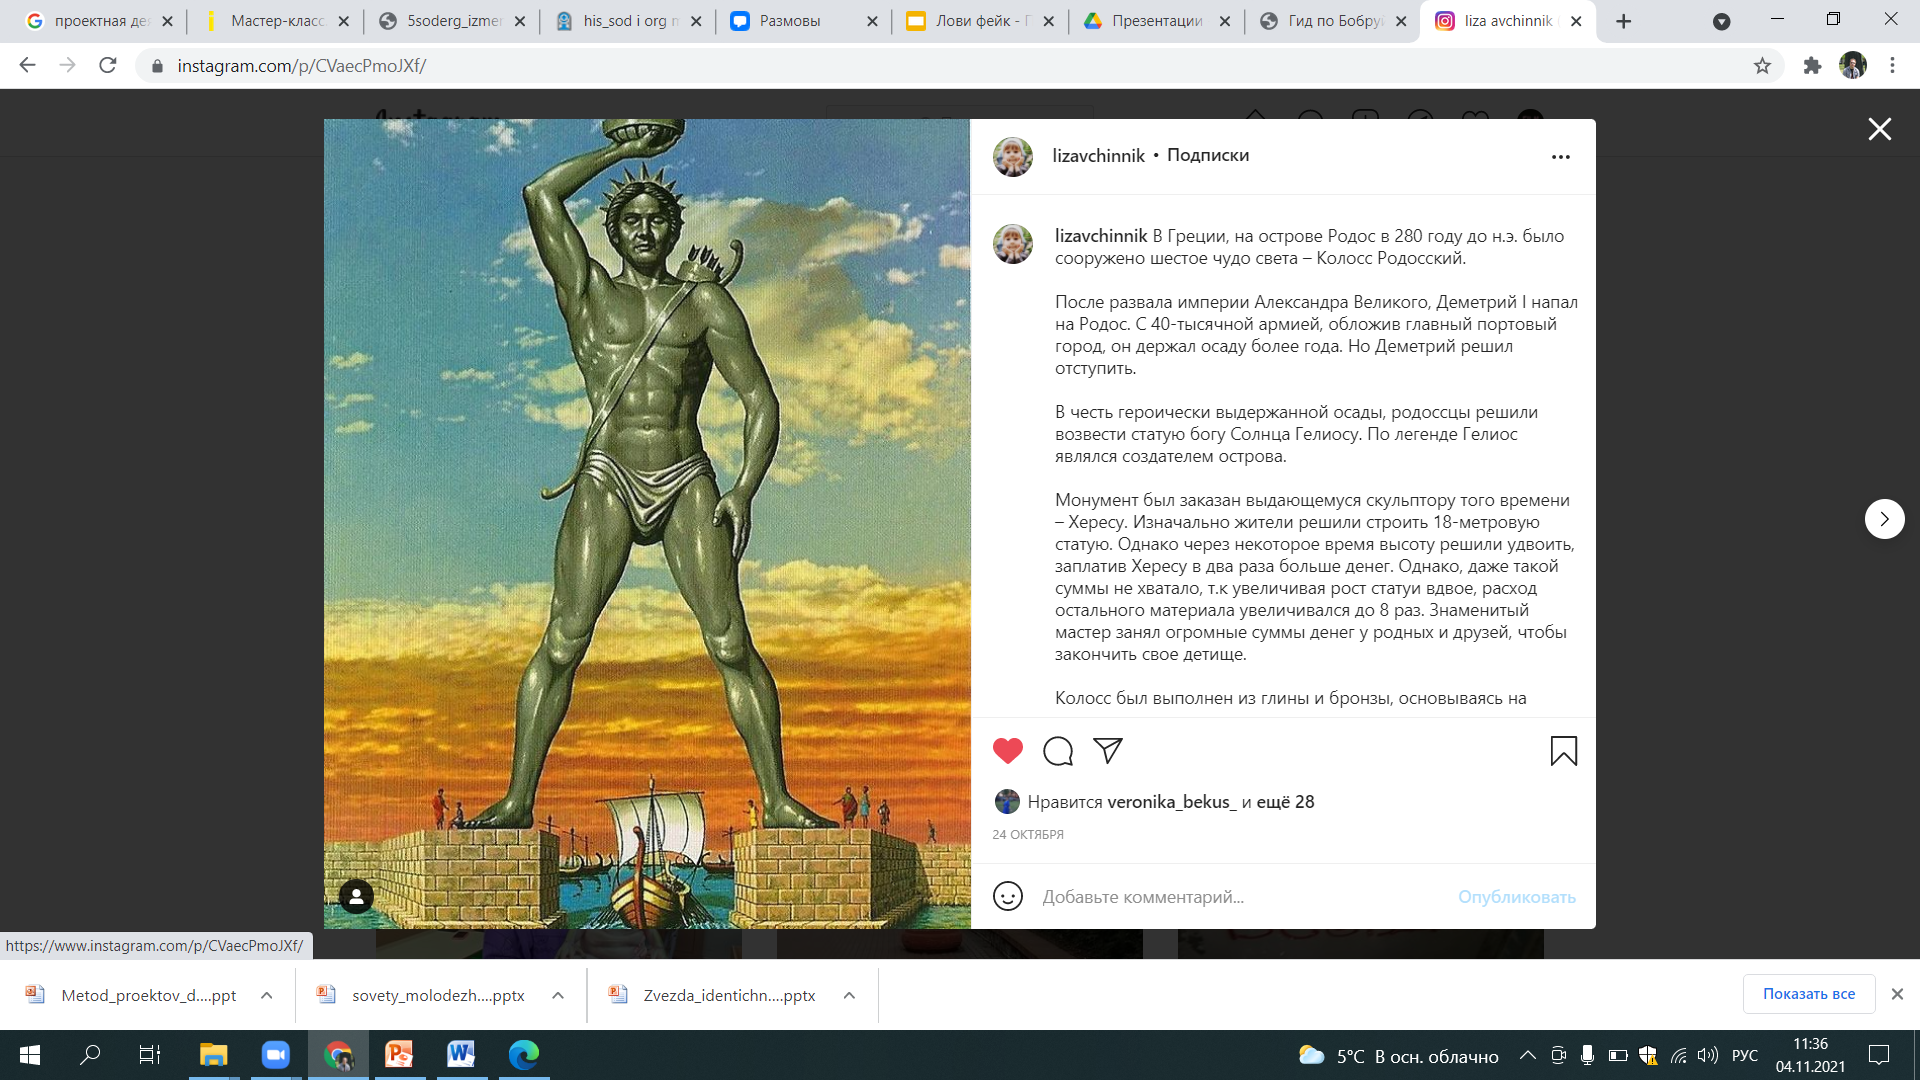 проектная де
Мастер-класс
5soderg_izme
his_sod i org m
Размовы
Лови фейк - П
Презентации
Гид по Бобруй
liza avchinnik
instagram.com/p/CVaecPmoJXf/
lizavchinnik • Подписки
lizavchinnik В Греции, на острове Родос в 280 году до н.э. было
сооружено шестое чудо света – Колосс Родосский.
После развала империи Александра Великого, Деметрий I напал
на Родос. С 40-тысячной армией, обложив главный портовый
город, он держал осаду более года. Но Деметрий решил
отступить.
В честь героически выдержанной осады, родоссцы решили
возвести статую богу Солнца Гелиосу. По легенде Гелиос
являлся создателем острова.
Монумент был заказан выдающемуся скульптору того времени
– Хересу. Изначально жители решили строить 18-метровую
статую. Однако через некоторое время высоту решили удвоить,
заплатив Хересу в два раза больше денег. Однако, даже такой
суммы не хватало, т.к увеличивая рост статуи вдвое, расход
остального материала увеличивался до 8 раз. Знаменитый
мастер занял огромные суммы денег у родных и друзей, чтобы
закончить свое детище.
Колосс был выполнен из глины и бронзы, основываясь на
Нравится veronika_bekus_ и ещё 28
24 ОКТЯБРЯ
Добавьте комментарий...
Опубликовать
https://www.instagram.com/p/CVaecPmoJXf/
Metod_proektov_d....ppt
sovety_molodezh....pptx
Zvezda_identichn....pptx
Показать все
5°C В осн. облачно
РУС
11:36
04.11.2021